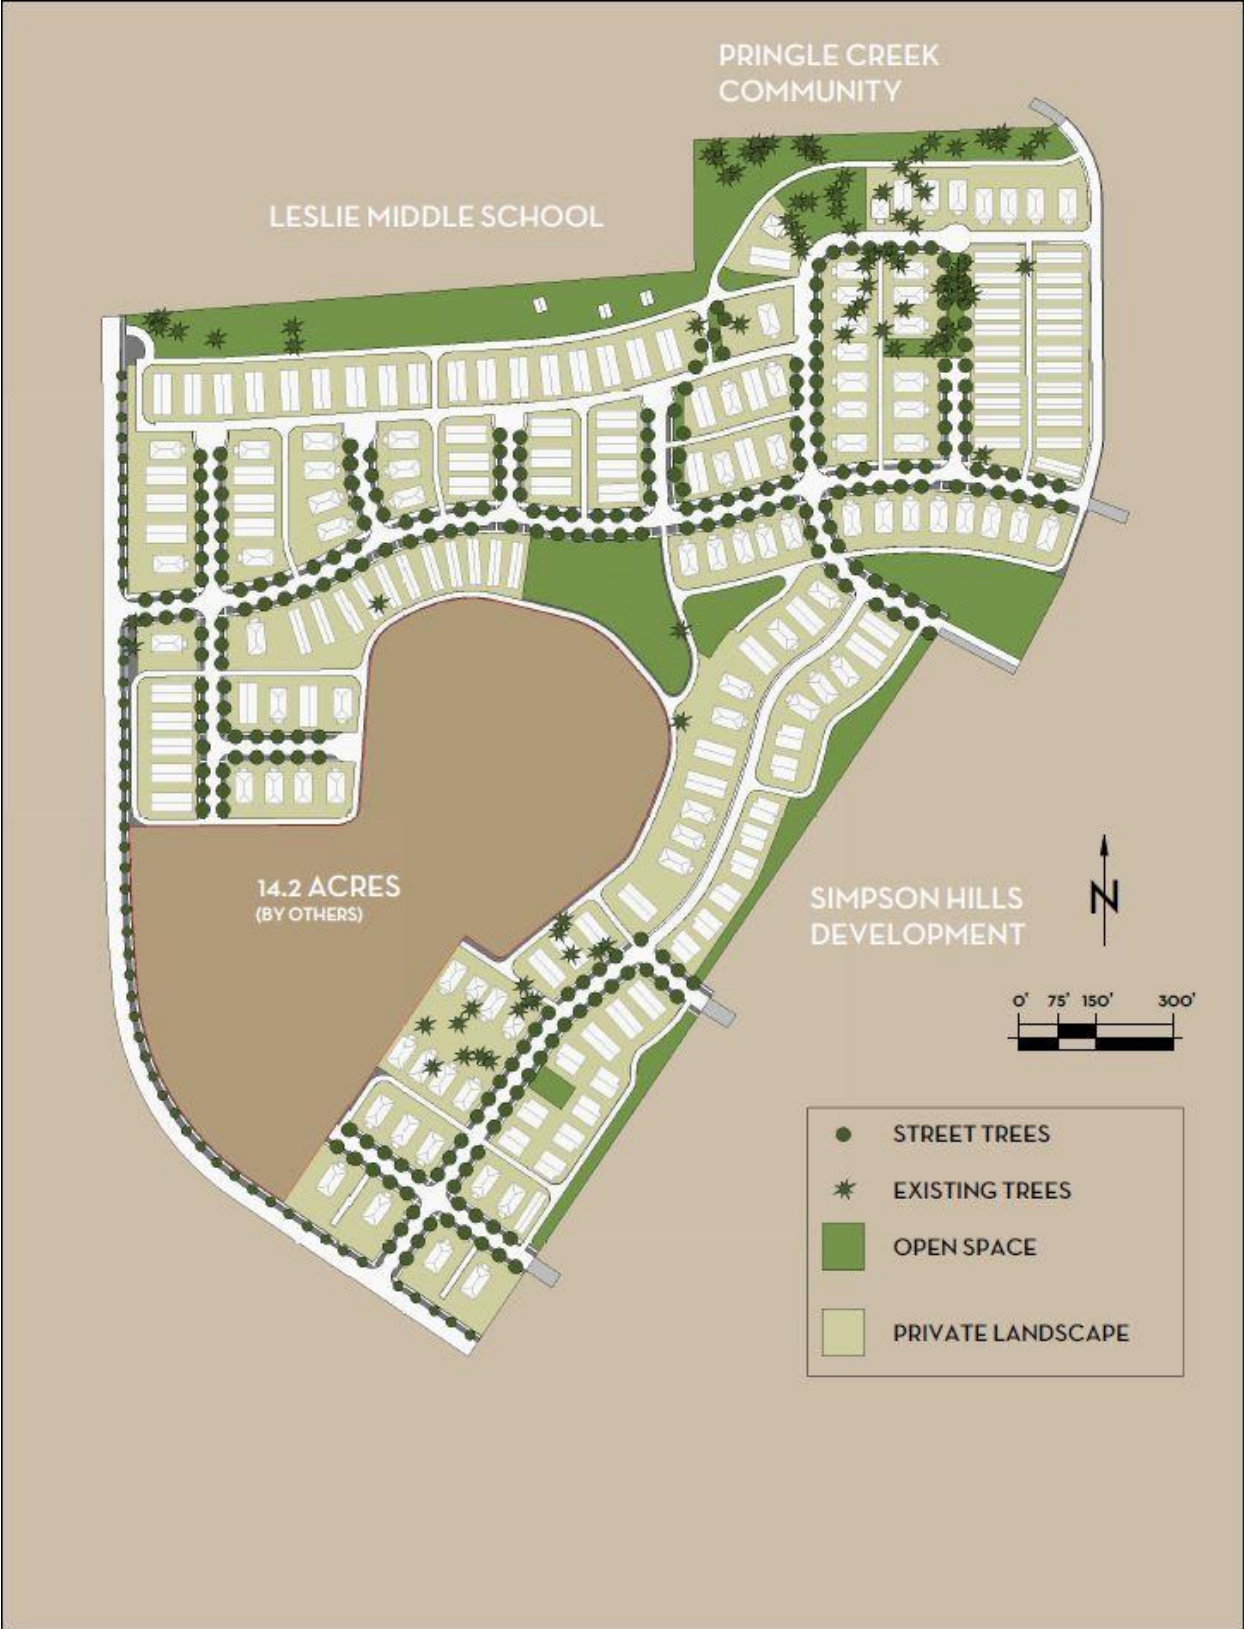 PRINGLE CREEK
COMMUNITY
LESLIE MIDDLE SCHOOL
14.2 ACRES
(BY OTHERS)
SIMPSON HILLS
DEVELOPMENT
N
0' 75' 150' 300'
STREET TREES
EXISTING TREES
OPEN SPACE
PRIVATE LANDSCAPE